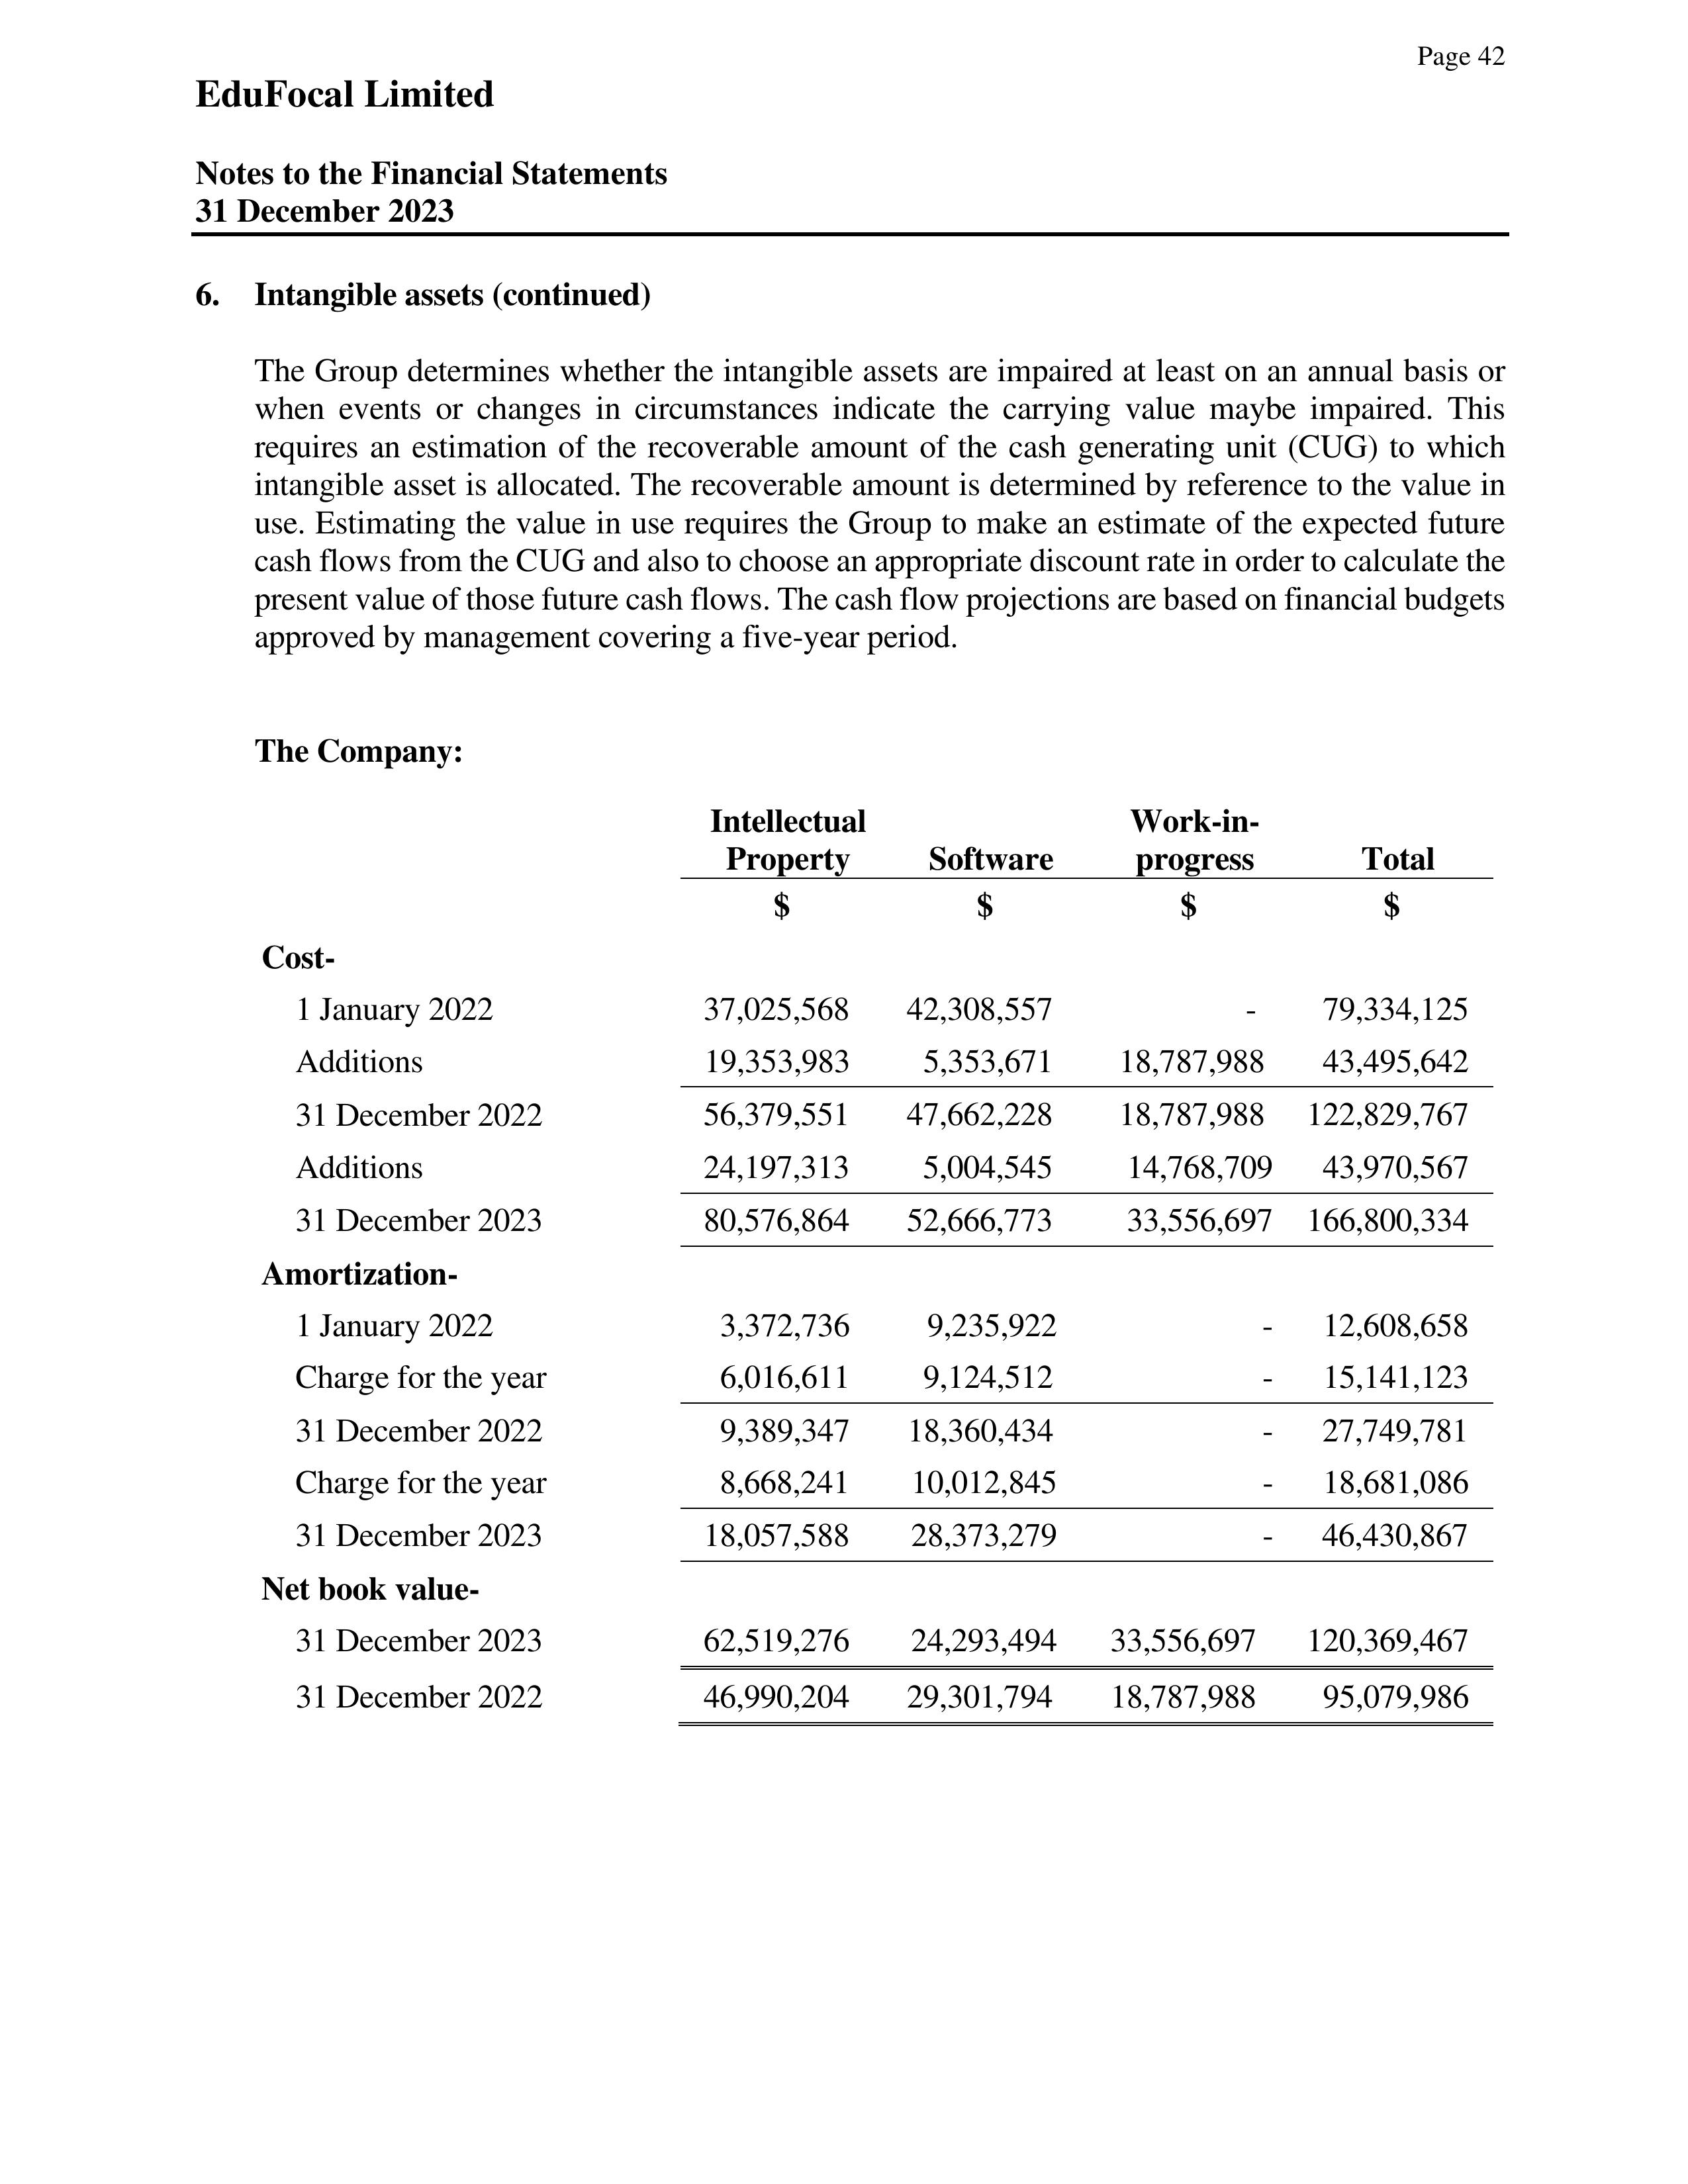 Page 42
EduFocal Limited
Notes to the Financial Statements
31 December 2023
6. Intangible assets (continued)
The Group determines whether the intangible assets are impaired at least on an annual basis or
when events or changes in circumstances indicate the carrying value maybe impaired. This
requires an estimation of the recoverable amount of the cash generating unit (CUG) to which
intangible asset is allocated. The recoverable amount is determined by reference to the value in
use. Estimating the value in use requires the Group to make an estimate of the expected future
cash flows from the CUG and also to choose an appropriate discount rate in order to calculate the
present value of those future cash flows. The cash flow projections are based on financial budgets
approved by management covering a five-year period.
The Company:
Intellectual Work-in-
Property Software progress Total
$ $ $ $
Cost-
1 January 2022 37,025,568 42,308,557 - 79,334,125
Additions 19,353,983 5,353,671 18,787,988 43,495,642
31 December 2022 56,379,551 47,662,228 18,787,988 122,829,767
Additions 24,197,313 5,004,545 14,768,709 43,970,567
31 December 2023 80,576,864 52,666,773 33,556,697 166,800,334
Amortization-
1 January 2022 3,372,736 9,235,922 - 12,608,658
Charge for the year 6,016,611 9,124,512 - 15,141,123
31 December 2022 9,389,347 18,360,434 - 27,749,781
Charge for the year 8,668,241 10,012,845 - 18,681,086
31 December 2023 18,057,588 28,373,279 - 46,430,867
Net book value-
31 December 2023 62,519,276 24,293,494 33,556,697 120,369,467
31 December 2022 46,990,204 29,301,794 18,787,988 95,079,986